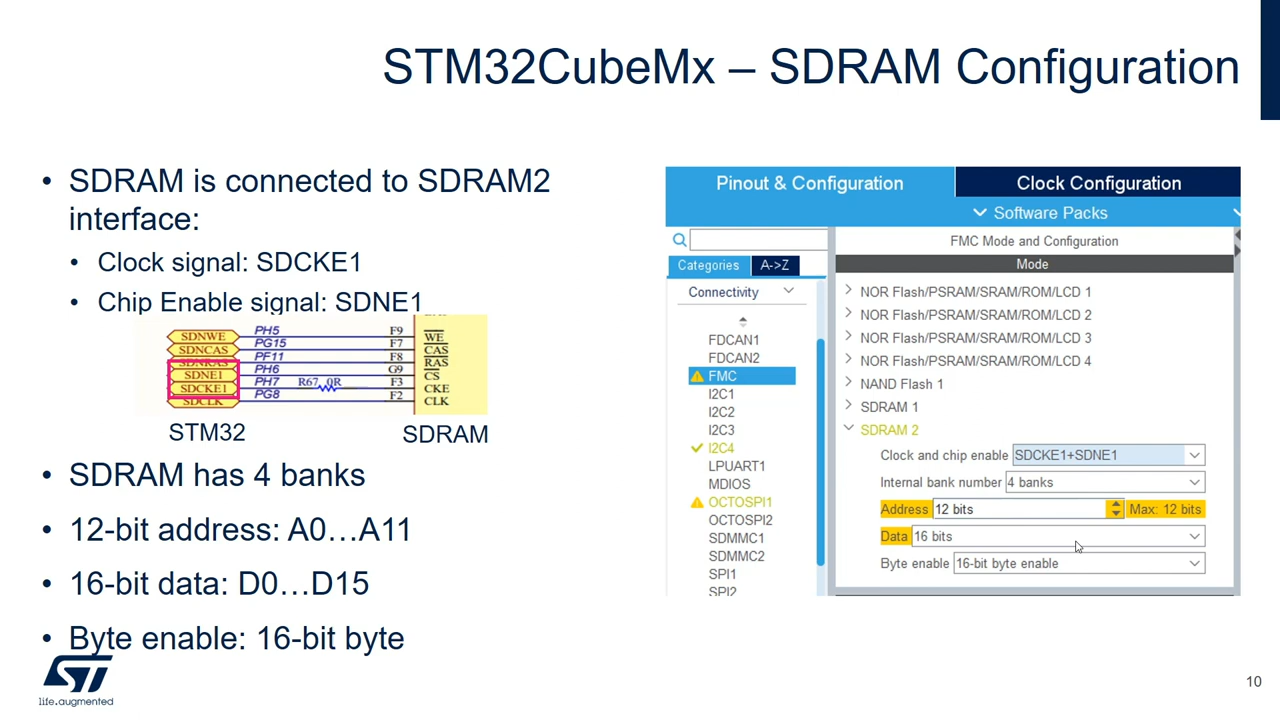 STM32CubeMx – SDRAM Configuration
• SDRAM is connected to SDRAM2
interface:
• Clock signal: SDCKE1
• Chip Enable signal: SDNE1
SDNWE PH5 F9 WE
SDNCAS PG15 F7 CAS
SDNRAS PF11 F8 RAS
SDNE1 PH6 G9 CS
SDCKE1 PH7 R67 0R F3 CKE
SDCLK PG8 F2 CLK
STM32 SDRAM
• SDRAM has 4 banks
• 12-bit address: A0…A11
• 16-bit data: D0…D15
• Byte enable: 16-bit byte
Pinout & Configuration Clock Configuration
Software Packs
FMC Mode and Configuration
Categories A->Z
Mode
Connectivity
FDCAN1
FDCAN2
FMC
I2C1
I2C2
I2C3
I2C4
LPUART1
MDIOS
OCTOSPI1
OCTOSPI2
SDMMC1
SDMMC2
SPI1
SPI2
NOR Flash/PSRAM/SRAM/ROM/LCD 1
NOR Flash/PSRAM/SRAM/ROM/LCD 2
NOR Flash/PSRAM/SRAM/ROM/LCD 3
NOR Flash/PSRAM/SRAM/ROM/LCD 4
NAND Flash 1
SDRAM 1
SDRAM 2
Clock and chip enable SDCKE1+SDNE1
Internal bank number 4 banks
Address 12 bits Max: 12 bits
Data 16 bits
Byte enable 16-bit byte enable
ST
life.augmented
10